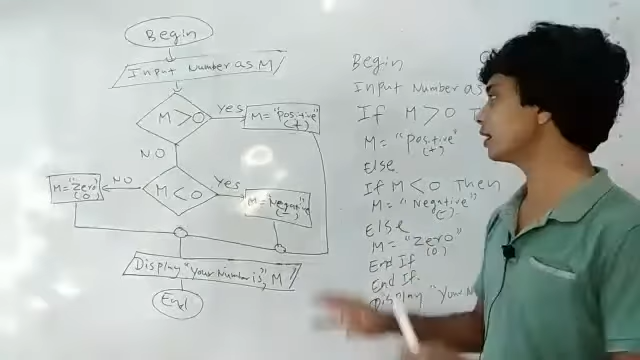 Begin
Input Number as M
M > 0
Yes
M = "Positive"
(+)
NO
M < 0
Yes
M = "Negative"
(-)
NO
M = "Zero"
(0)
Display "Your Number is", M
End
Begin
Input Number as
If M > 0
M = "Positive"
(+)
Else
If M < 0 Then
M = "Negative"
(-)
Else
M = "Zero"
(0)
End If
End If
Display "Your